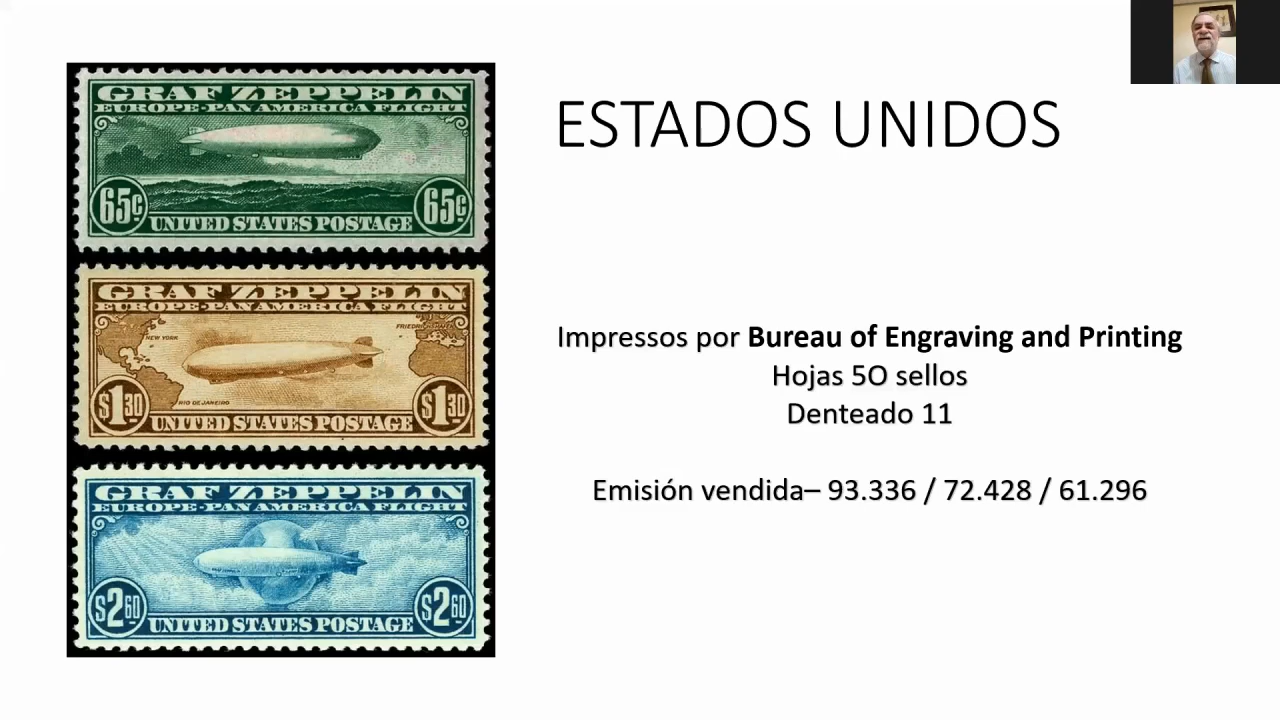 GRAF ZEPPELIN
EUROPE-PAN AMERICA FLIGHT
65¢
65¢
UNITED STATES POSTAGE
GRAF ZEPPELIN
EUROPE-PAN AMERICA FLIGHT
NEW YORK
FRIEDRICHSHAFEN
RIO DE JANEIRO
$1.30
$1.30
UNITED STATES POSTAGE
GRAF ZEPPELIN
EUROPE-PAN AMERICA FLIGHT
$2.60
$2.60
UNITED STATES POSTAGE
ESTADOS UNIDOS
Impressos por Bureau of Engraving and Printing
Hojas 5O sellos
Denteado 11
Emisión vendida– 93.336 / 72.428 / 61.296